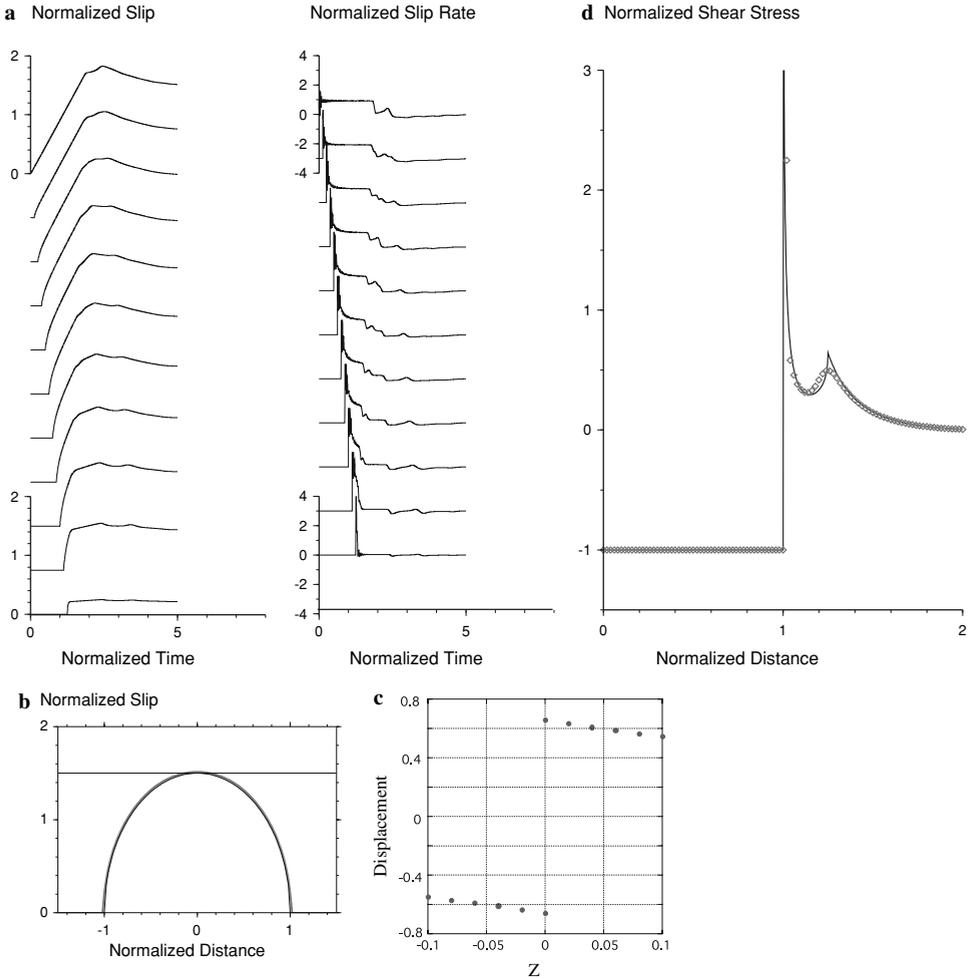 a Normalized Slip
2
1
0
2
1
0
0 5
Normalized Time
Normalized Slip Rate
4
2
0
-2
-4
4
2
0
-2
-4
0 5
Normalized Time
d Normalized Shear Stress
3
2
1
0
-1
0 1 2
Normalized Distance
b Normalized Slip
2
1
0
-1 0 1
Normalized Distance
c
Displacement
0.8
0.4
0
-0.4
-0.8
-0.1 -0.05 0 0.05 0.1
Z